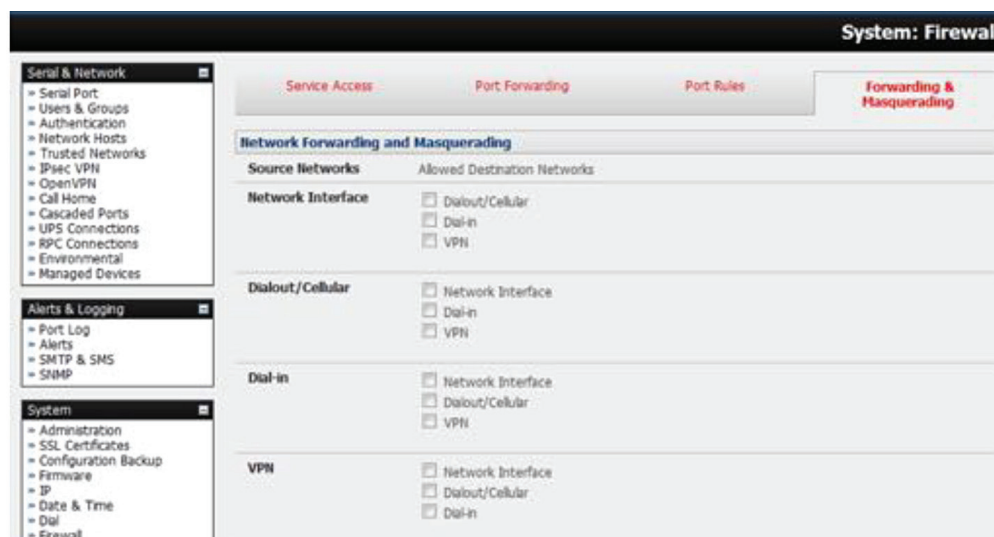 System: Firewal
Serial & Network
Serial Port
Users & Groups
Authentication
Network Hosts
Trusted Networks
IPsec VPN
OpenVPN
Call Home
Cascaded Ports
UPS Connections
RPC Connections
Environmental
Managed Devices
Alerts & Logging
Port Log
Alerts
SMTP & SMS
SNMP
System
Administration
SSL Certificates
Configuration Backup
Firmware
IP
Date & Time
Dial
Firewall
Service Access
Port Forwarding
Port Rules
Forwarding &
Masquerading
Network Forwarding and Masquerading
Source Networks Allowed Destination Networks
Network Interface Dialout/Cellular
Dial-in
VPN
Dialout/Cellular Network Interface
Dial-in
VPN
Dial-in Network Interface
Dialout/Cellular
VPN
VPN Network Interface
Dialout/Cellular
Dial-in